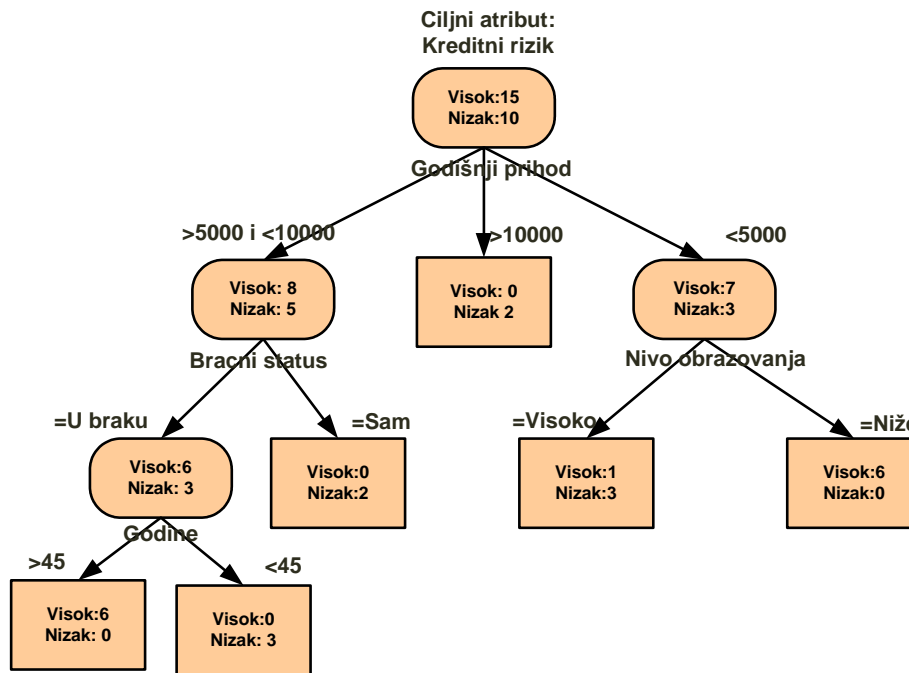 Ciljni atribut:
Kreditni rizik
Visok:15
Nizak:10
Godišnji prihod
>5000 i <10000
>10000
<5000
Visok: 8
Nizak: 5
Visok: 0
Nizak 2
Visok:7
Nizak:3
Bracni status
Nivo obrazovanja
=U braku
=Sam
=Visoko
=Niže
Visok:6
Nizak: 3
Visok:0
Nizak:2
Visok:1
Nizak:3
Visok:6
Nizak:0
Godine
>45
<45
Visok:6
Nizak: 0
Visok:0
Nizak: 3